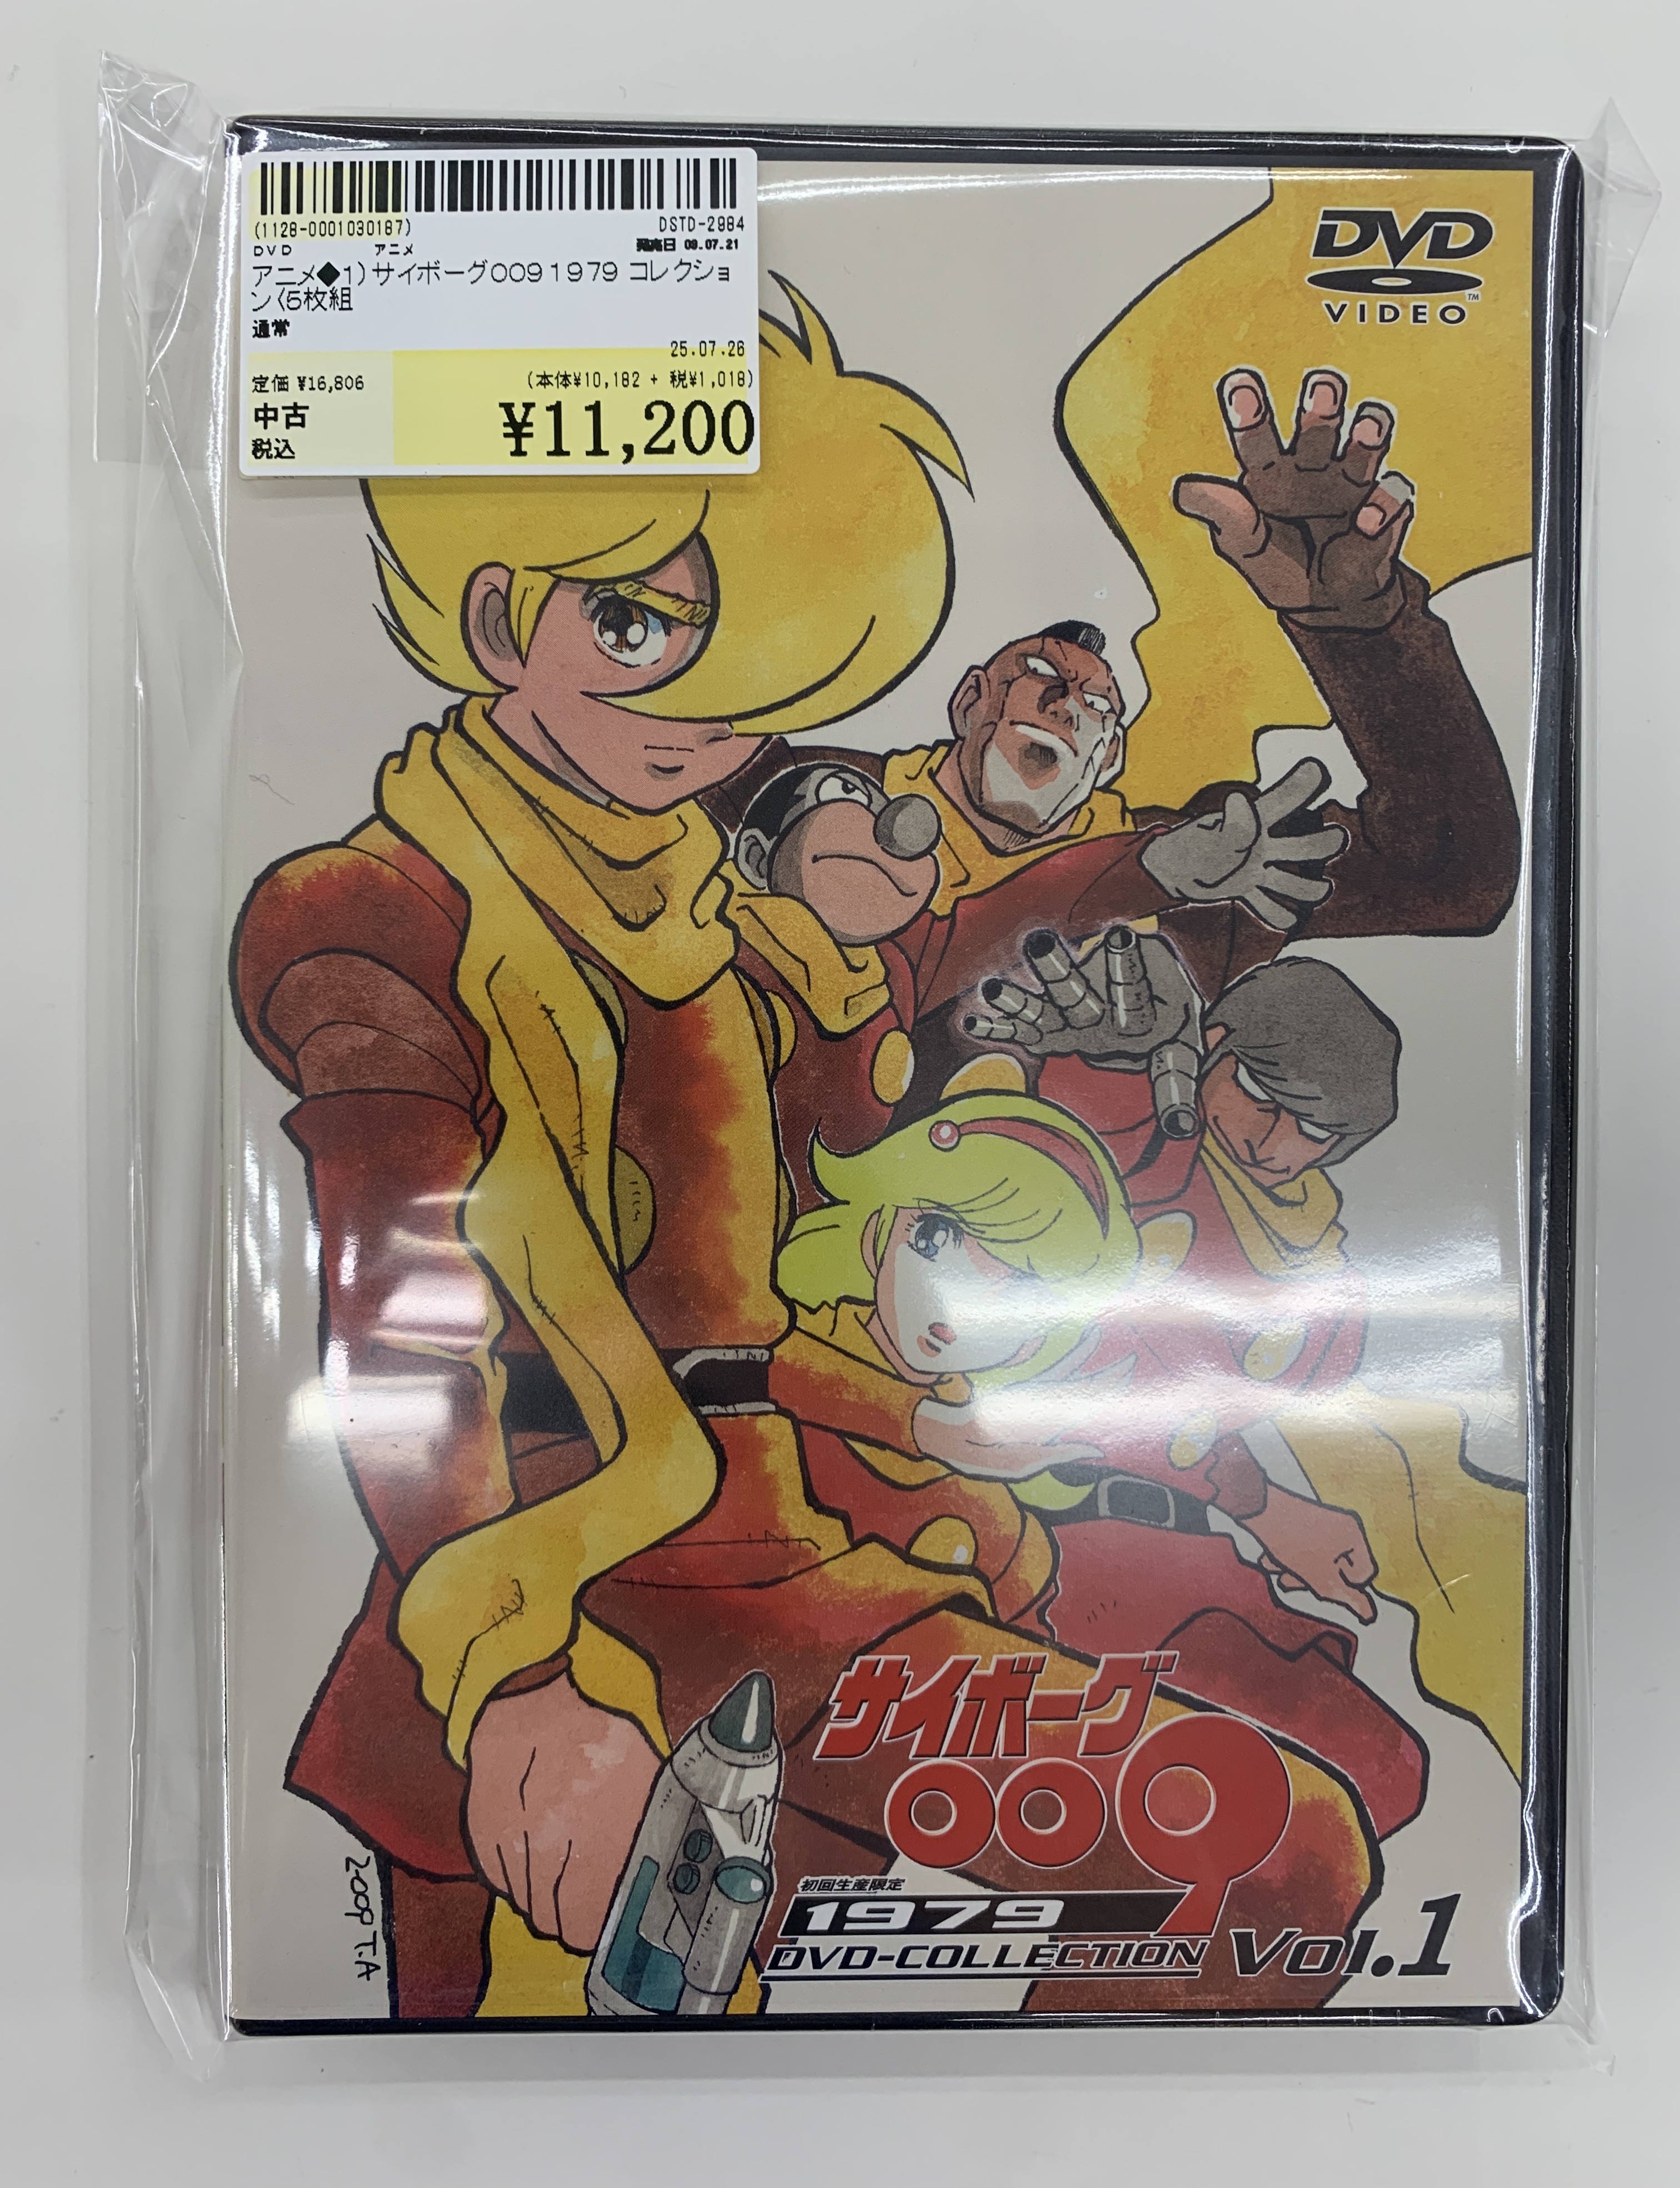 (1128-0001030187) DSTD-2984
DVD アニメ 発売日 09.07.21
アニメ◆1)サイボーグ009 1979 コレクショ
ン〈5枚組
通常
25.07.26
定価 ¥16,806 (本体¥10,182 + 税¥1,018)
中古
税込 ¥11,200
DVD
VIDEO
TM
サイボーグ
009
初回生産限定
1979
DVD-COLLECTION Vol.1
2009 T.A